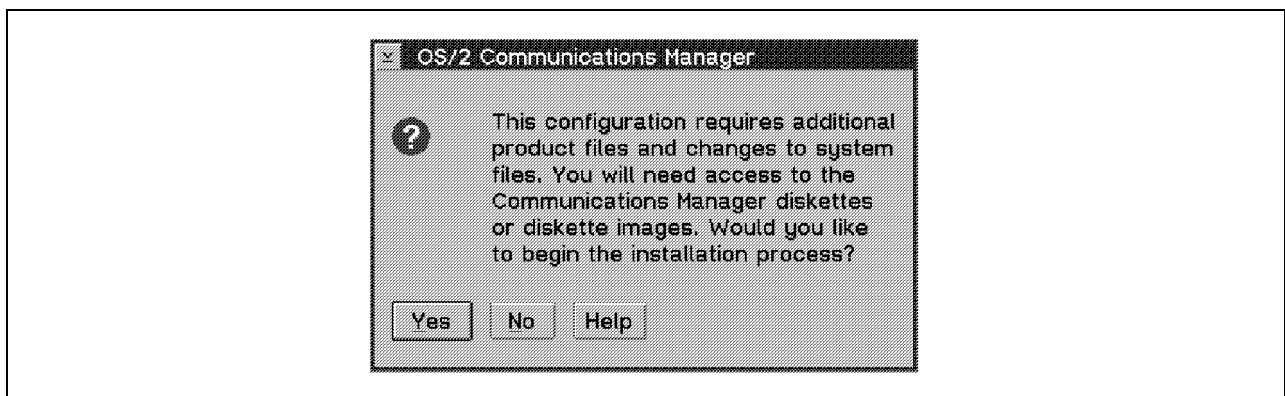 OS/2 Communications Manager
This configuration requires additional
product files and changes to system
files. You will need access to the
Communications Manager diskettes
or diskette images. Would you like
to begin the installation process?
Yes No Help